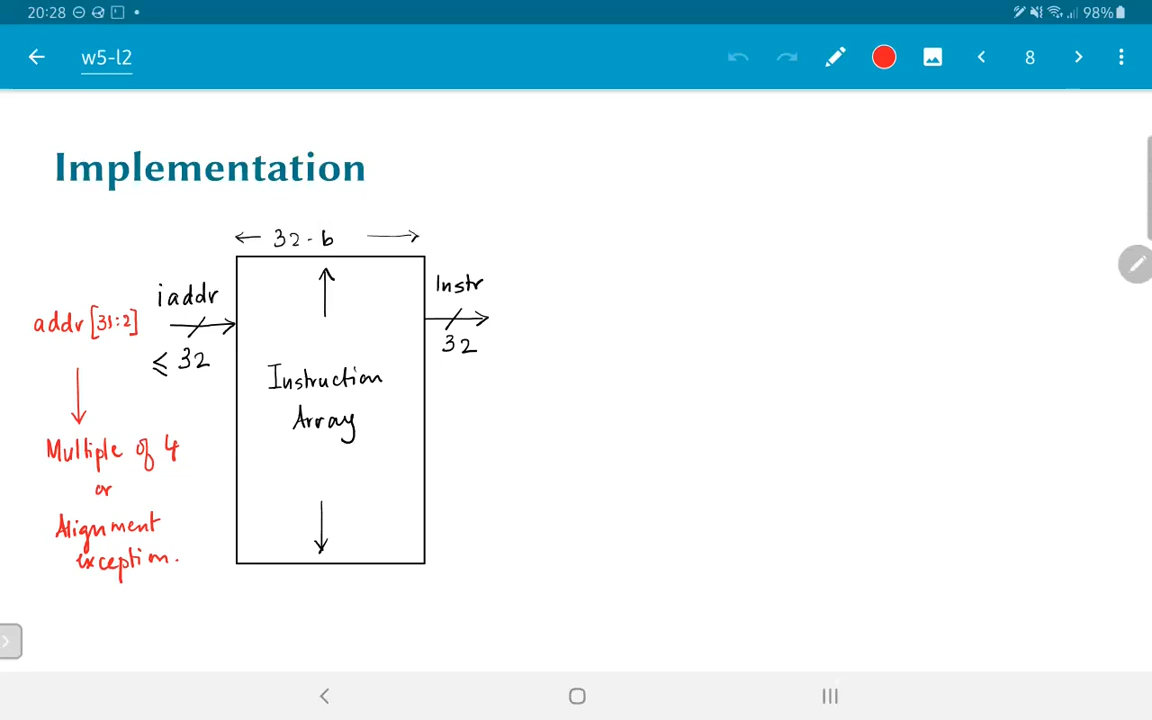 20:28
98%
w5-l2
8
Implementation
← 32-b →
iaddr
Instr
addr[31:2]
≤ 32
32
Instruction
Array
Multiple of 4
or
Alignment
exception.